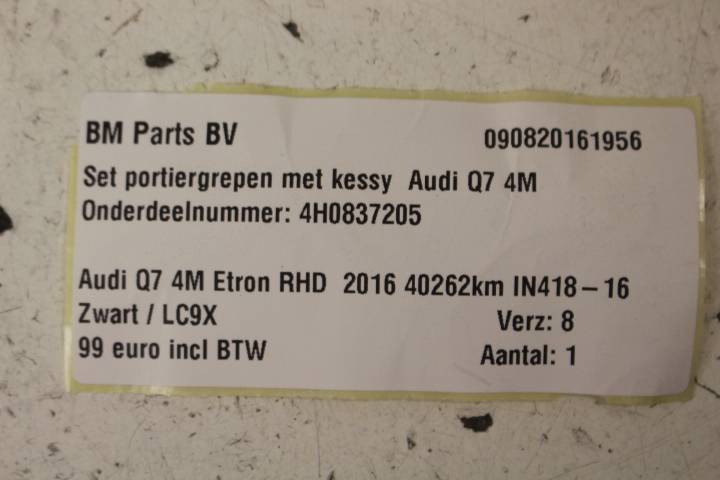 BM Parts BV 090820161956
Set portiergrepen met kessy Audi Q7 4M
Onderdeelnummer: 4H0837205
Audi Q7 4M Etron RHD 2016 40262km IN418-16
Zwart / LC9X Verz: 8
99 euro incl BTW Aantal: 1